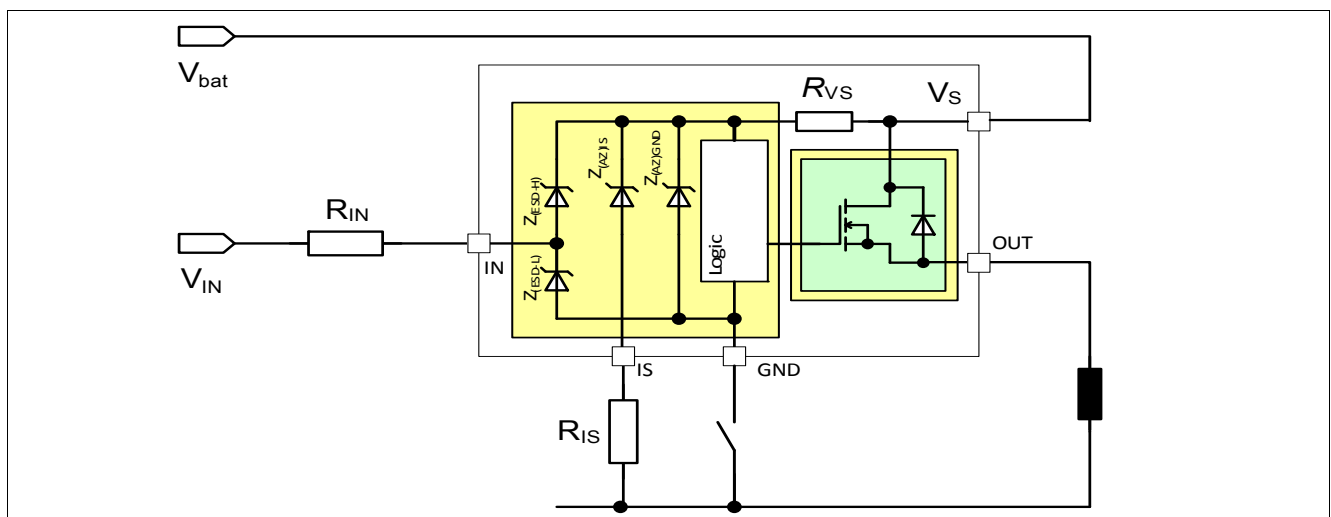 Vbat
RVS
VS
Z(AZ)IS
Z(AZ)GND
Z(ESD-H)
RIN
Logic
OUT
IN
VIN
Z(ESD-L)
IS
GND
RIS